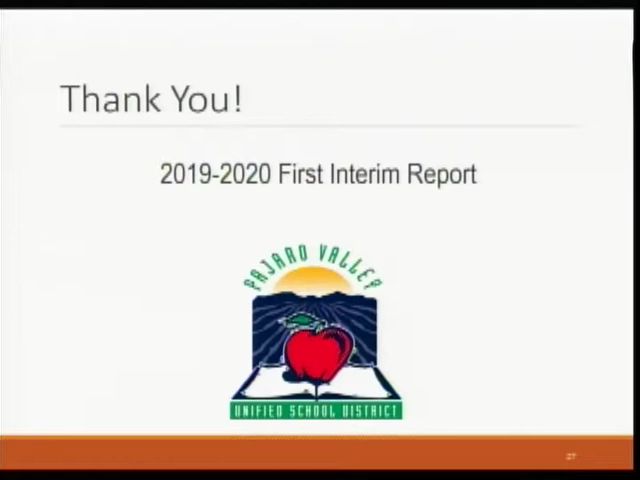 Thank You!
2019-2020 First Interim Report
PAJARO VALLEY
UNIFIED SCHOOL DISTRICT
27